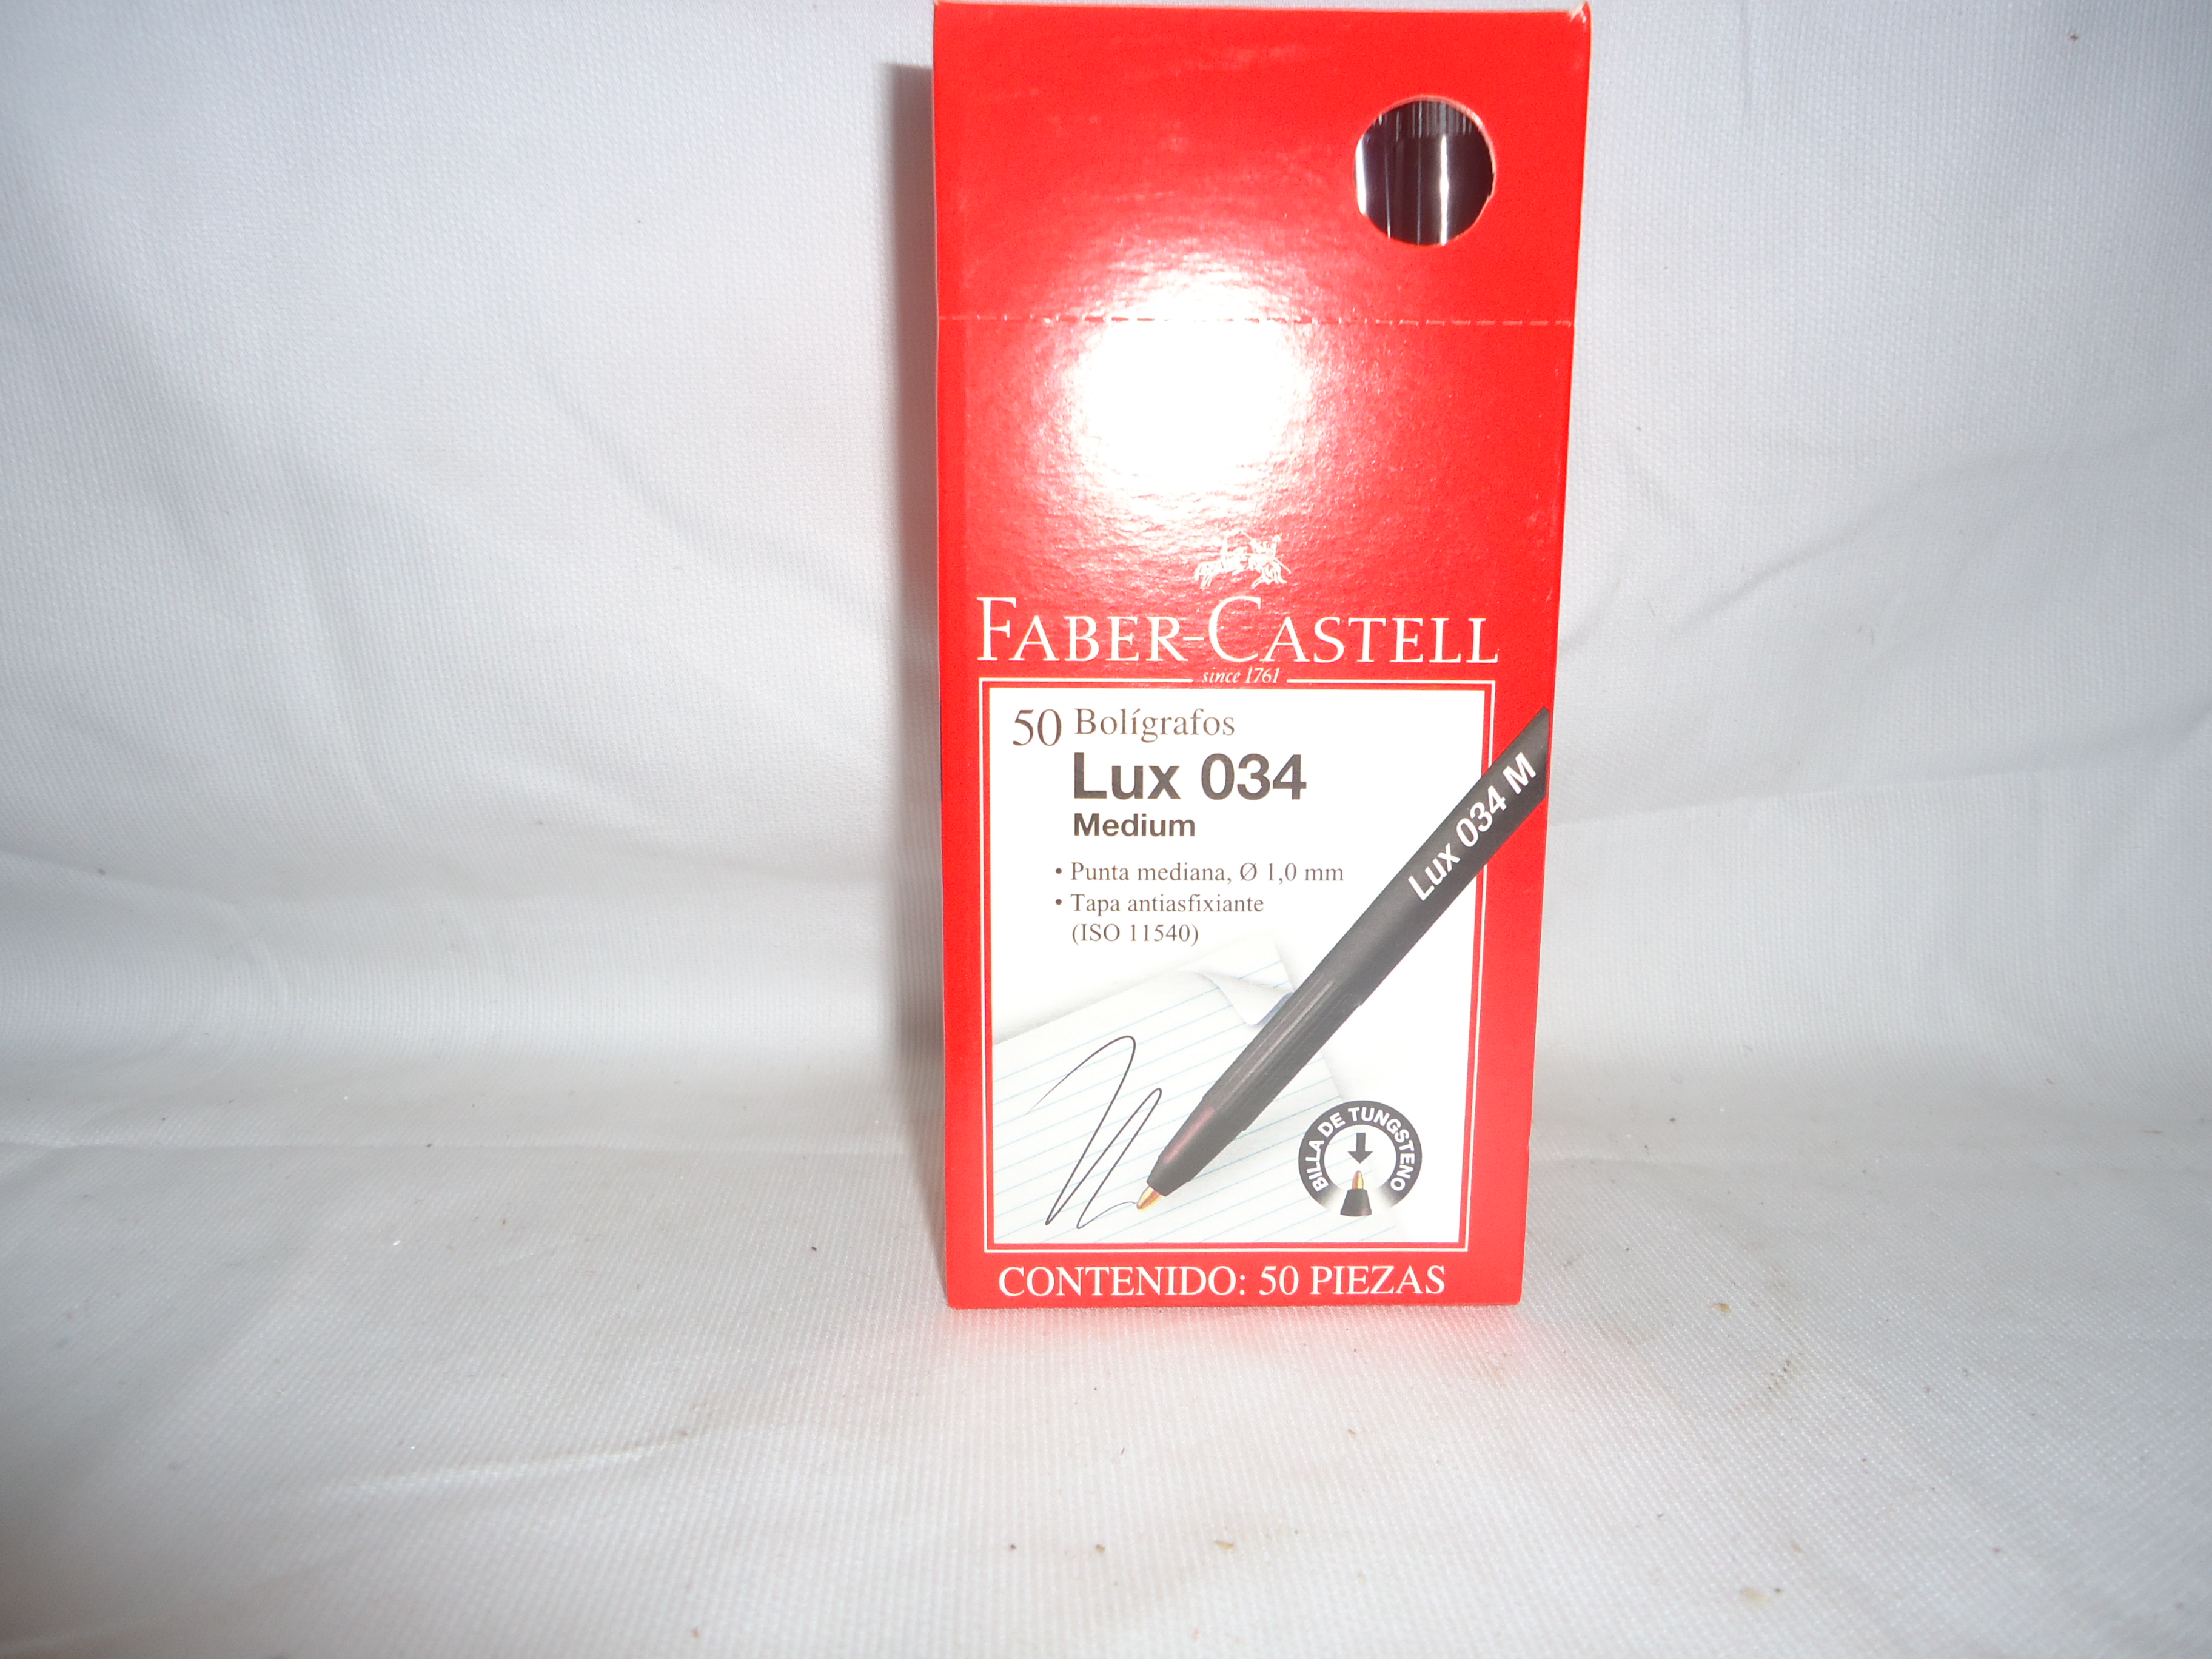 FABER-CASTELL
since 1761
50 Bolígrafos
Lux 034
Medium
• Punta mediana, Ø 1,0 mm
• Tapa antiasfixiante
(ISO 11540)
Lux 034 M
BILLA DE TUNGSTENO
CONTENIDO: 50 PIEZAS